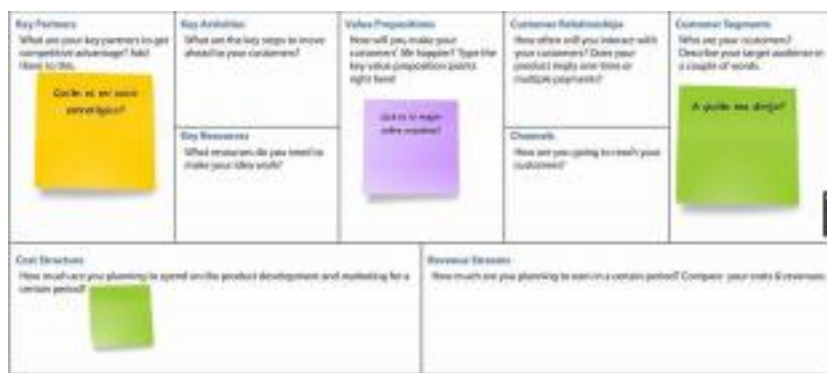 Key Partners
What are your key partners to get
competitive advantage?
them to this.
socio
estratégico?
Key Activities
What are the key steps to move
ahead to your customers?
Key Resources
What resources do you need to
make your idea work?
Value Propositions
How will you make your
customers' life happier? Type the
key value proposition points
right here!
Customer Relationships
How often will you interact with
your customers? Does your
product imply one-time or
multiple payments?
Channels
How are you going to reach your
customers?
Customer Segments
Who are your customers?
Describe your target audience in
a couple of words.
A quién me dirijo?
Cost Structure
How much are you planning to spend on the product development and marketing for a
certain period?
Revenue Streams
How much are you planning to earn in a certain period? Compare your costs & revenues.